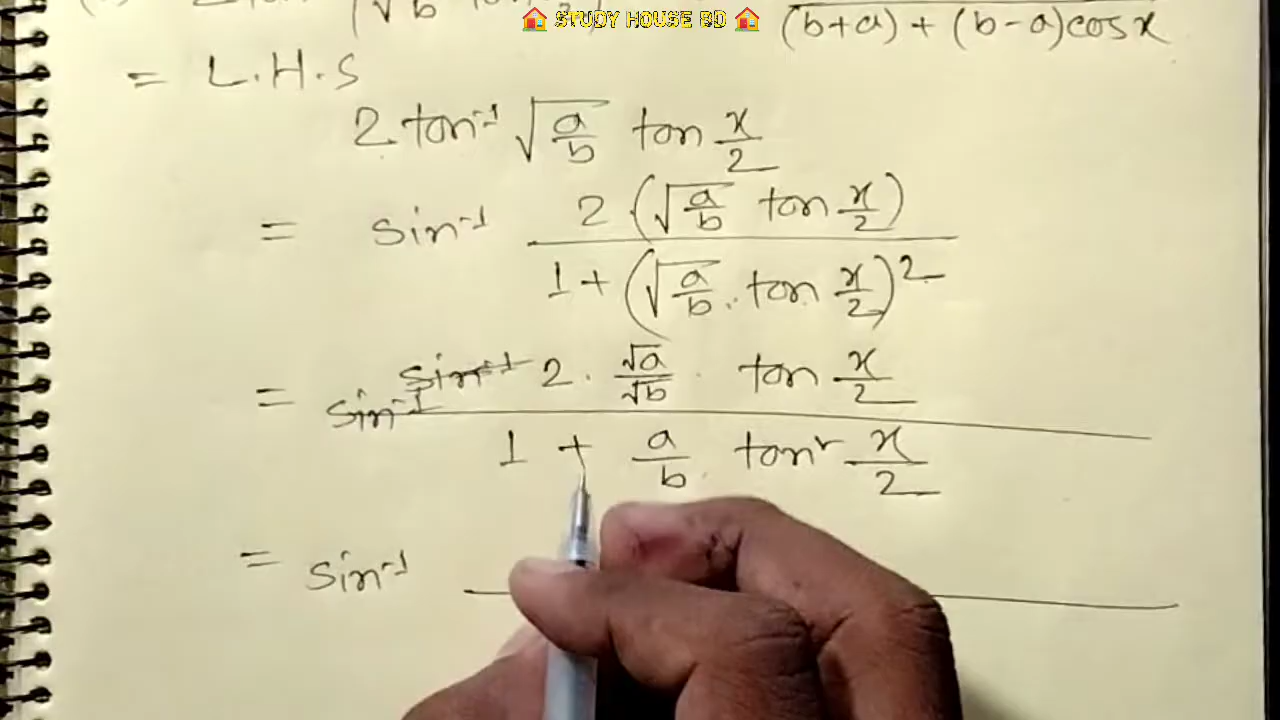 🏠 STUDY HOUSE BD 🏠
(b+a) + (b-a)cosx
= L.H.S
2 tan⁻¹ √(a/b) tan x/2
= sin⁻¹ 2 (√(a/b) tan x/2)
1 + (√(a/b) . tan x/2)²
= sin⁻¹ 2 . √a/√b . tan x/2
1 + a/b . tan² x/2
= sin⁻¹